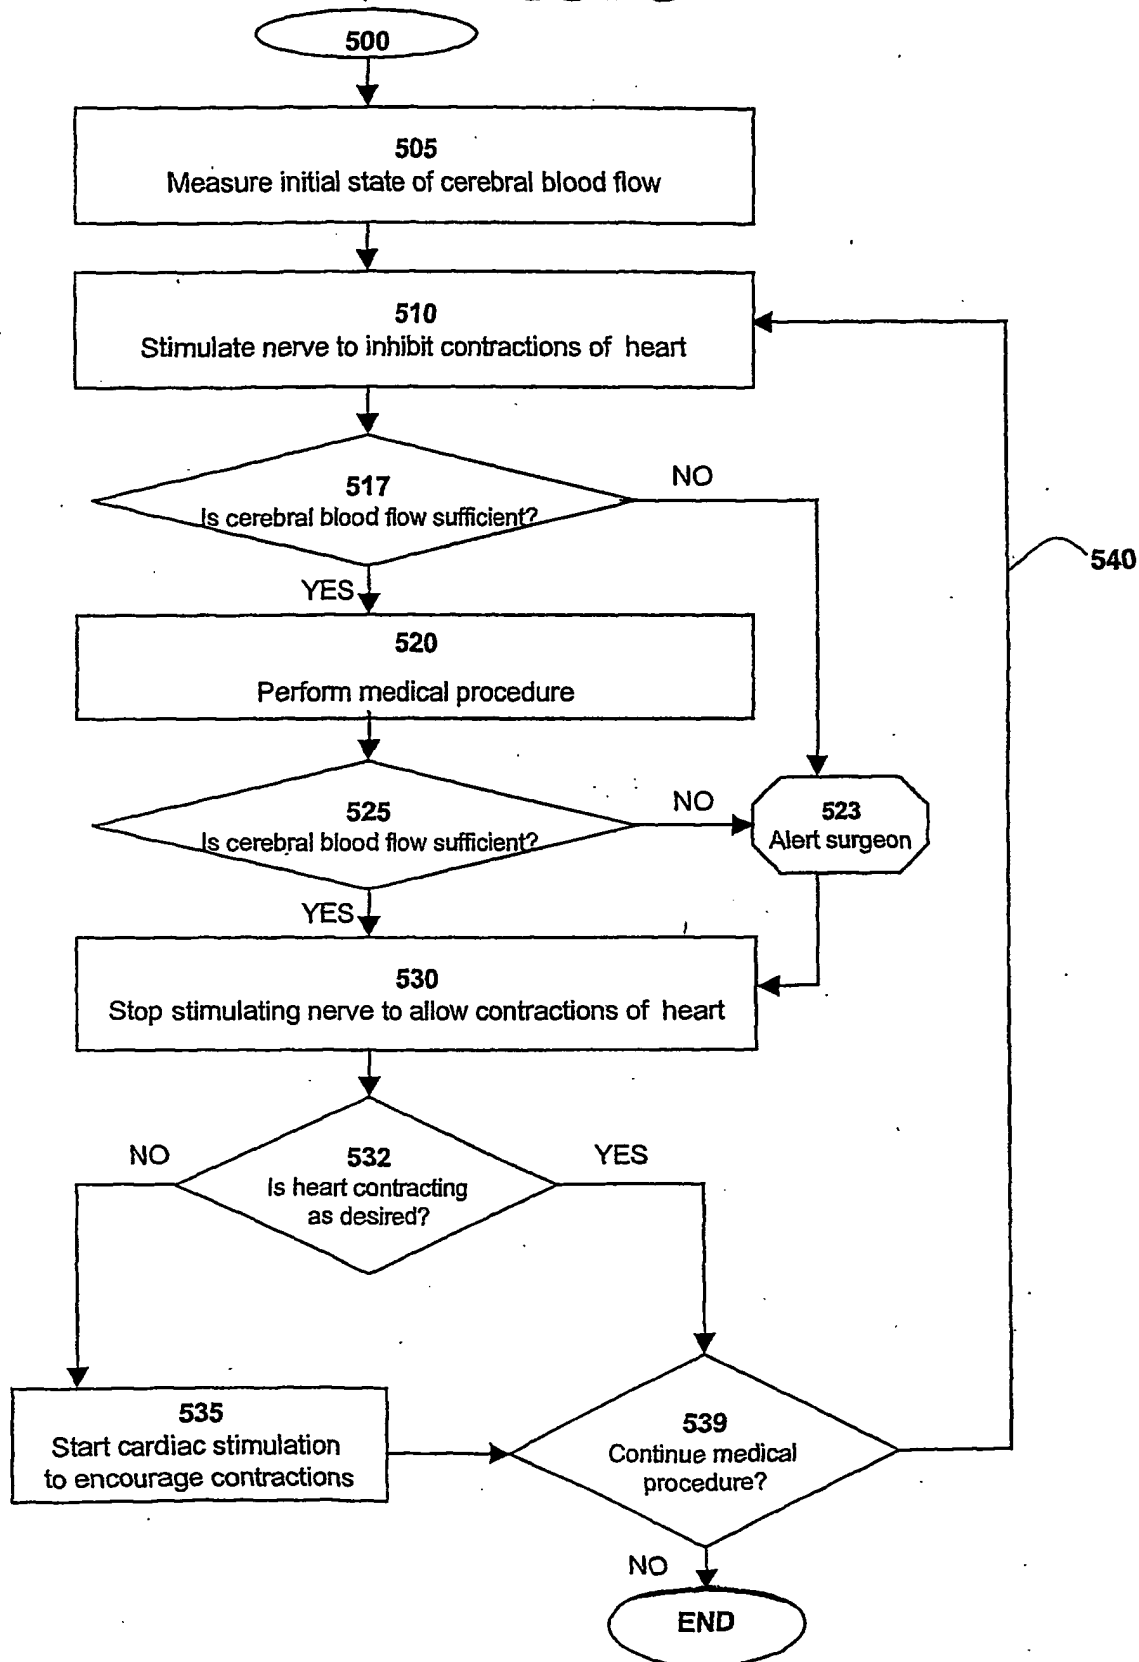 500
505
Measure initial state of cerebral blood flow
510
Stimulate nerve to inhibit contractions of heart
517
Is cerebral blood flow sufficient?
NO
540
YES
520
Perform medical procedure
525
Is cerebral blood flow sufficient?
NO
523
Alert surgeon
YES
530
Stop stimulating nerve to allow contractions of heart
NO
532
Is heart contracting
as desired?
YES
535
Start cardiac stimulation
to encourage contractions
539
Continue medical
procedure?
NO
END